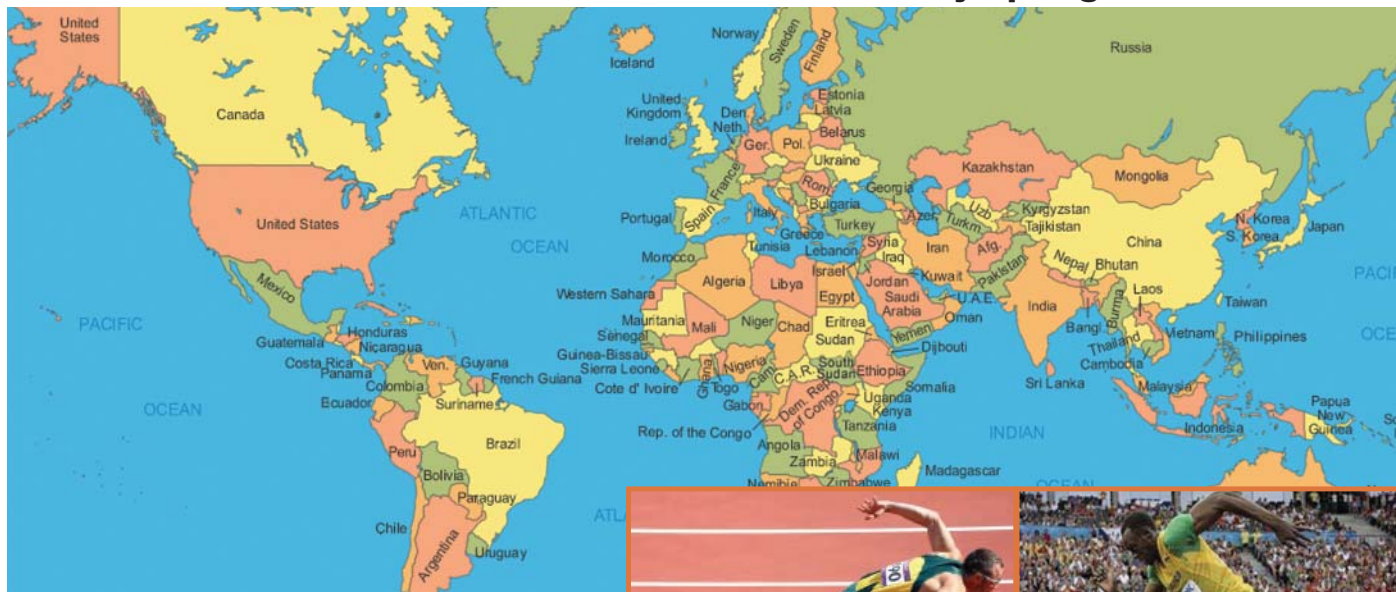 United
States
Canada
United States
Mexico
Guatemala
Honduras
Nicaragua
Costa Rica
Panama
Ven.
Guyana
French Guiana
Suriname
Colombia
Ecuador
Peru
Brazil
Bolivia
Paraguay
Chile
Argentina
Uruguay
PACIFIC
OCEAN
ATLANTIC
OCEAN
Iceland
Norway
Sweden
Finland
Russia
United
Kingdom
Ireland
Den.
Neth.
Ger.
Pol.
Estonia
Latvia
Belarus
Ukraine
France
Rom.
Bulgaria
Portugal
Spain
Italy
Greece
Georgia
Azer.
Turkey
Kazakhstan
Mongolia
Uzb.
Turkm.
Kyrgyzstan
Tajikistan
China
N. Korea
S. Korea
Japan
Morocco
Tunisia
Lebanon
Syria
Iraq
Iran
Afg.
Pakistan
Nepal
Bhutan
Israel
Jordan
Kuwait
Saudi
Arabia
U.A.E.
Oman
Yemen
India
Bangl.
Burma
Laos
Taiwan
Vietnam
Thailand
Cambodia
Philippines
Sri Lanka
Malaysia
Indonesia
Papua
New
Guinea
Western Sahara
Algeria
Libya
Egypt
Mauritania
Mali
Niger
Chad
Sudan
Eritrea
Djibouti
Senegal
Guinea-Bissau
Sierra Leone
Cote d' Ivoire
Ghana
Togo
Nigeria
Cam.
C.A.R.
South
Sudan
Ethiopia
Somalia
Gabon
Rep. of the Congo
Dem. Rep.
of Congo
Uganda
Kenya
Tanzania
Angola
Zambia
Malawi
Zimbabwe
Namibia
Madagascar
INDIAN
OCEAN
PACI
OCE
ATL